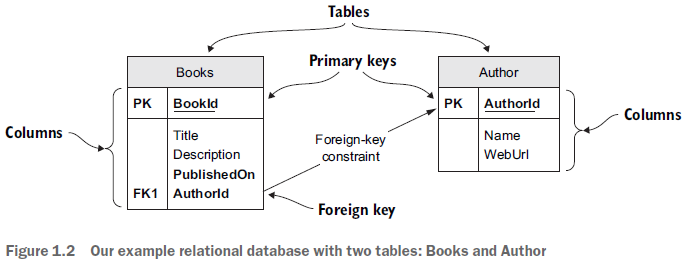 Tables
Primary keys
Columns
Books
PK BookId
Title
Description
PublishedOn
FK1 AuthorId
Foreign-key
constraint
Foreign key
Author
PK AuthorId
Name
WebUrl
Columns
Figure 1.2 Our example relational database with two tables: Books and Author